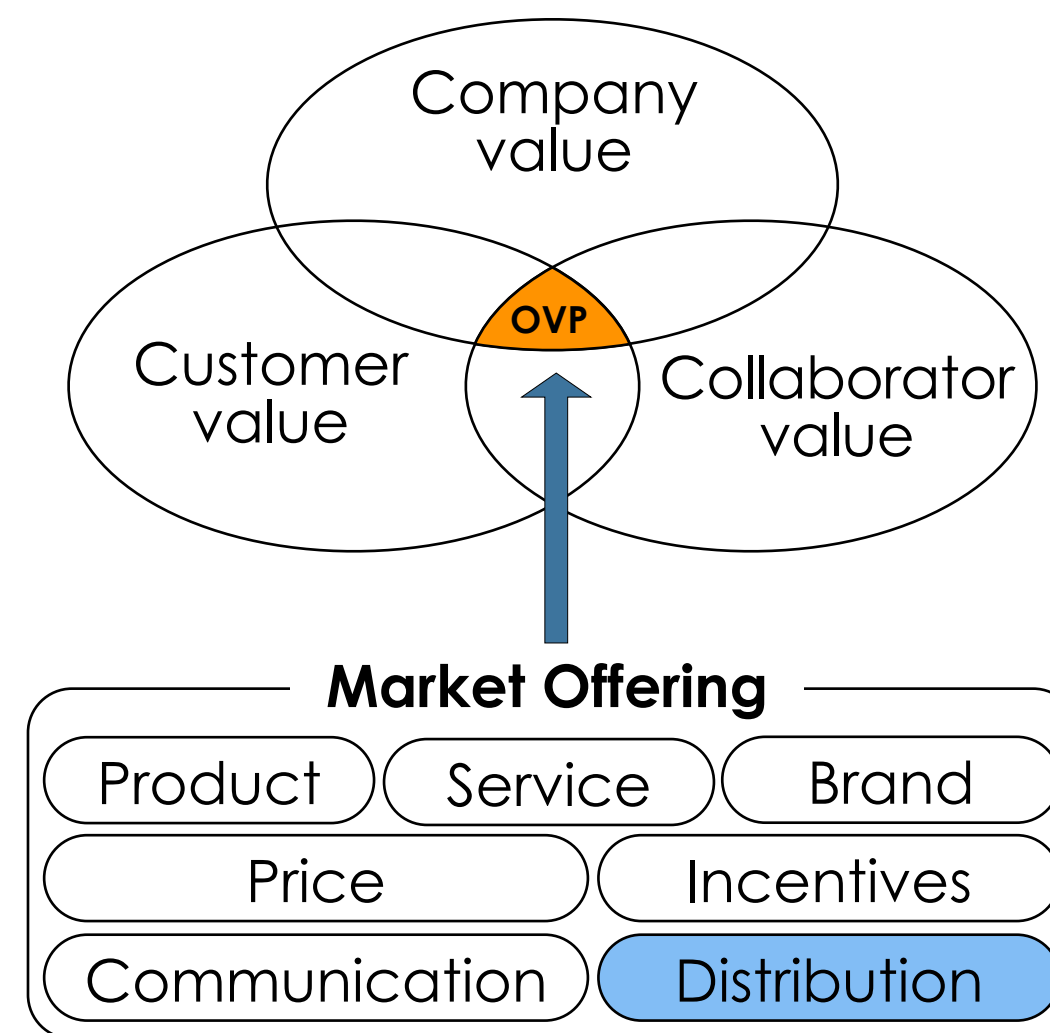 Company
value
OVP
Customer
value
Collaborator
value
Market Offering
Product
Service
Brand
Price
Incentives
Communication
Distribution